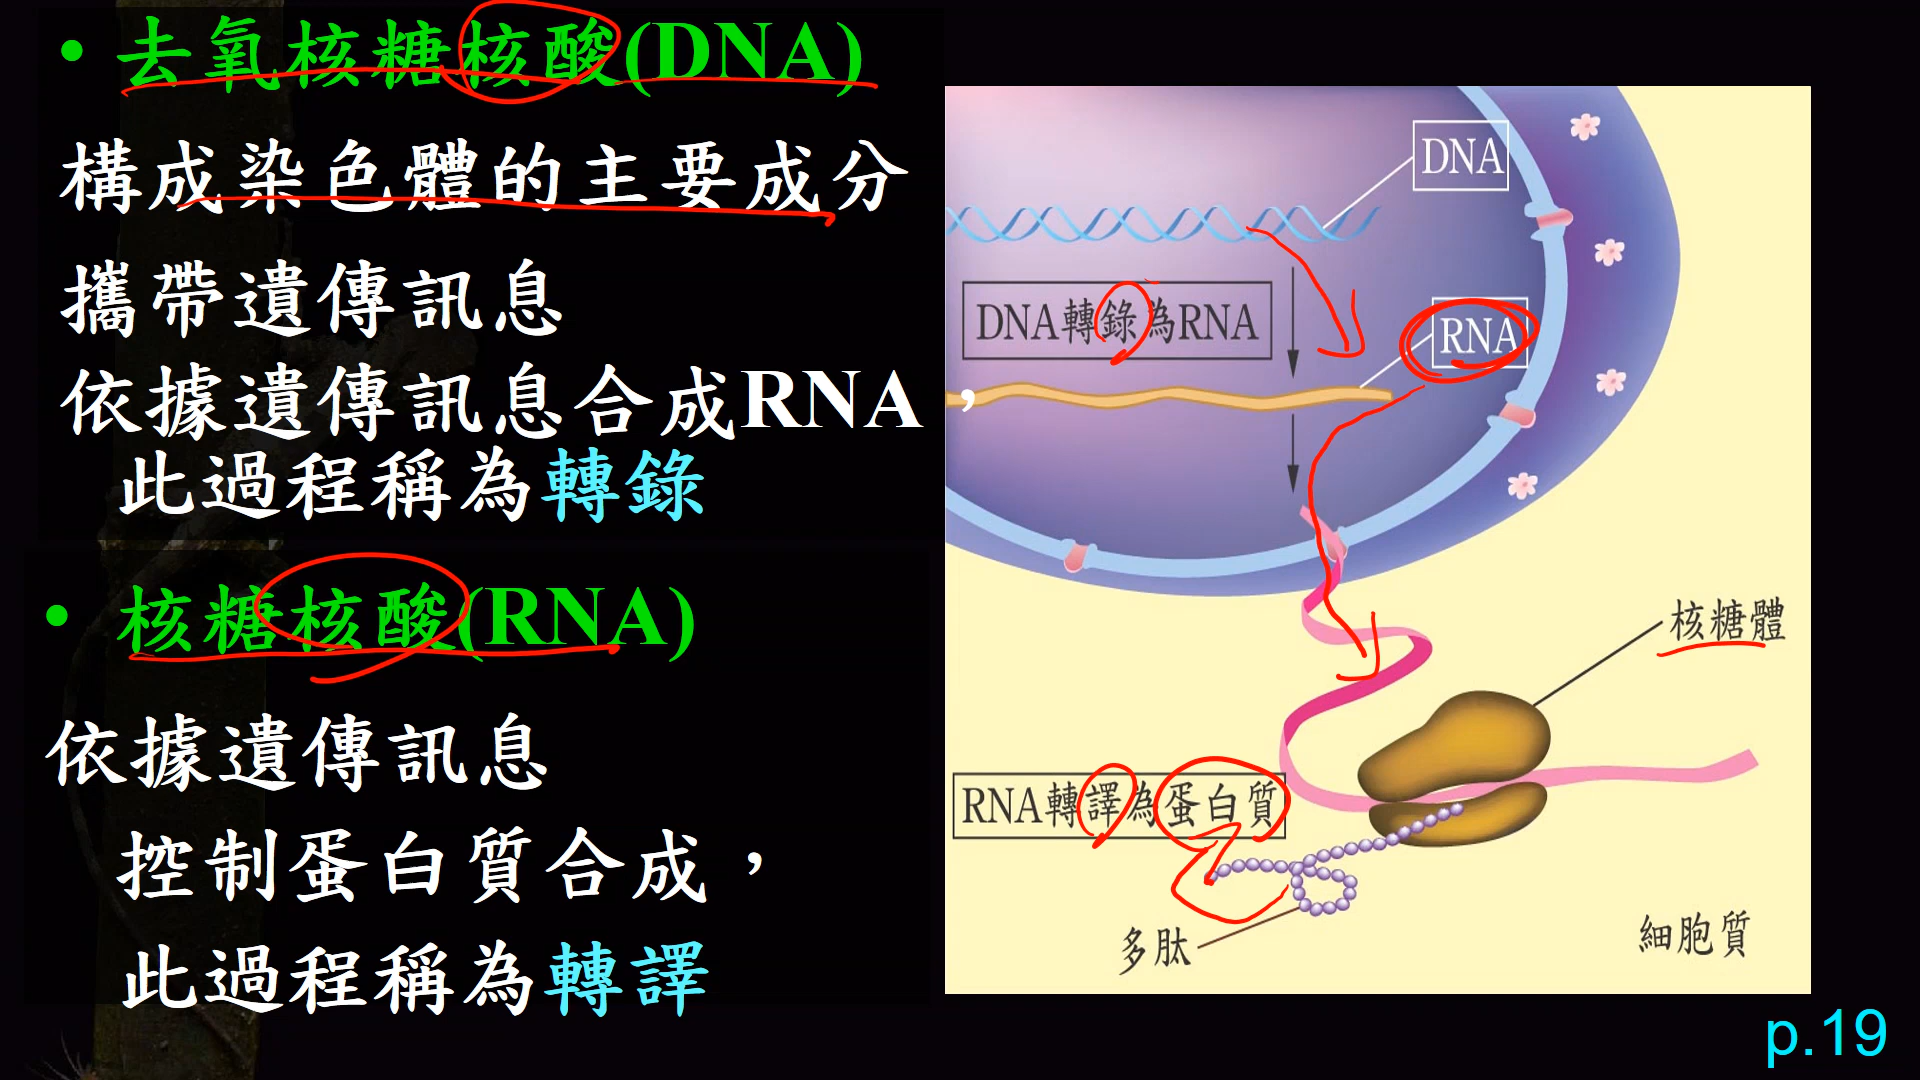 • 去氧核糖核酸(DNA)
構成染色體的主要成分
攜帶遺傳訊息
依據遺傳訊息合成RNA，
此過程稱為轉錄
• 核糖核酸(RNA)
依據遺傳訊息
控制蛋白質合成，
此過程稱為轉譯
DNA
DNA轉錄為RNA
RNA
核糖體
RNA轉譯為蛋白質
多肽
細胞質
p.19